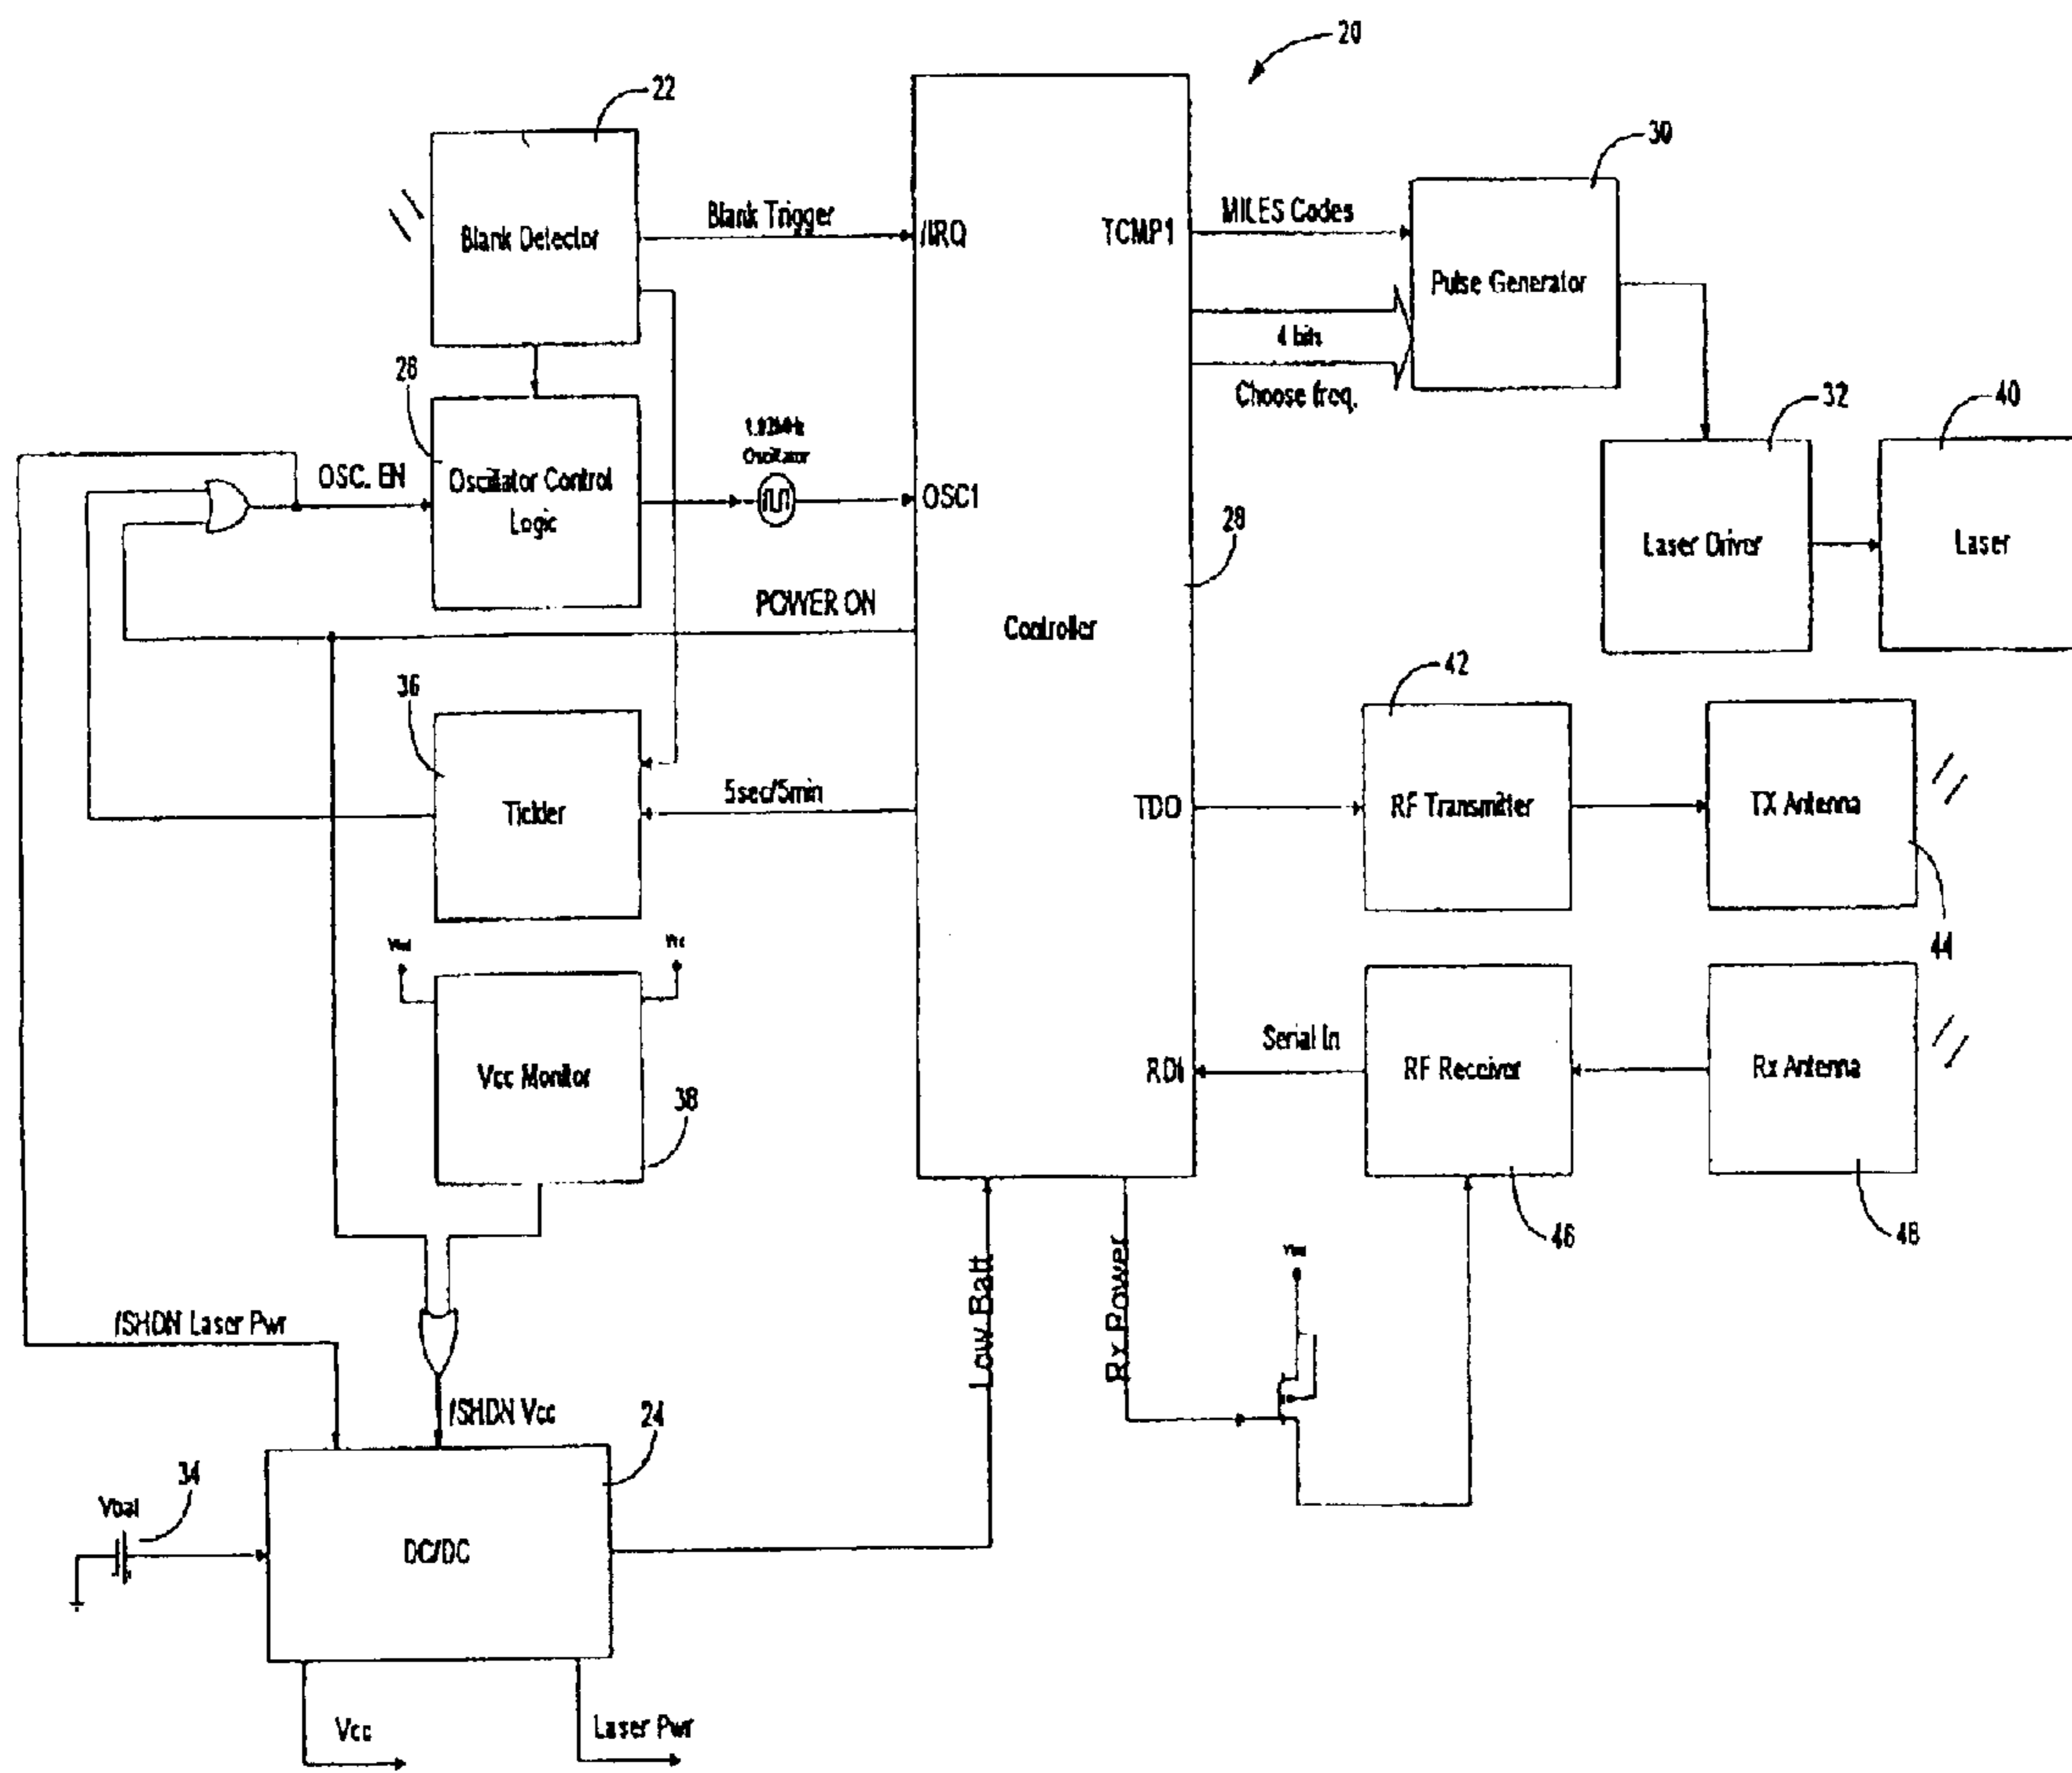 20
22
30
Blank Detector
Blank Trigger
/IRQ
TCMP1
MILES Codes
Pulse Generator
4 bits
Choose freq.
28
32
40
OSC. EN
Oscillator Control
Logic
Oscillator
OSC1
28
Laser Driver
Laser
POWER ON
Controller
42
36
Tickler
5sec/5min
TDO
RF Transmitter
TX Antenna
44
Vcc
Vcc Monitor
38
Serial In
RDI
RF Receiver
Rx Antenna
46
48
Low Batt
Rx Power
/SHDN Laser Pwr
/SHDN Vcc
24
34
Vbat
DC/DC
Vcc
Laser Pwr